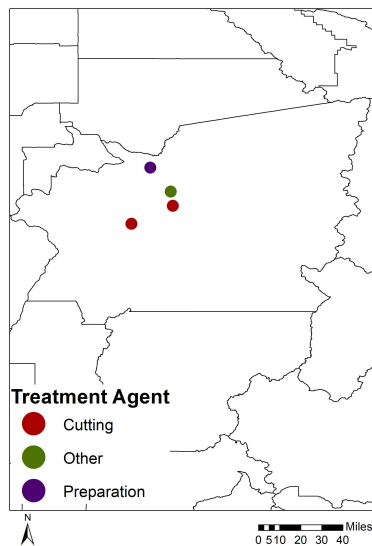 Treatment Agent
Cutting
Other
Preparation
N
Miles
0 5 10 20 30 40